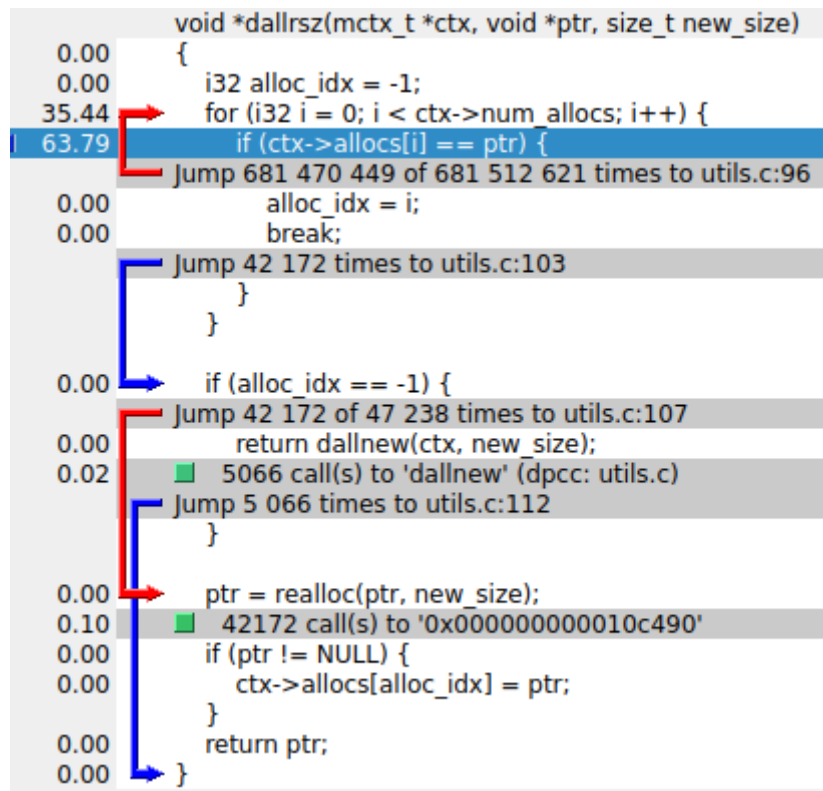 void *dallrsz(mctx_t *ctx, void *ptr, size_t new_size)
0.00 {
0.00 i32 alloc_idx = -1;
35.44 for (i32 i = 0; i < ctx->num_allocs; i++) {
63.79 if (ctx->allocs[i] == ptr) {
Jump 681 470 449 of 681 512 621 times to utils.c:96
0.00 alloc_idx = i;
0.00 break;
Jump 42 172 times to utils.c:103
}
}
0.00 if (alloc_idx == -1) {
Jump 42 172 of 47 238 times to utils.c:107
0.00 return dallnew(ctx, new_size);
0.02 5066 call(s) to 'dallnew' (dpcc: utils.c)
Jump 5 066 times to utils.c:112
}
0.00 ptr = realloc(ptr, new_size);
0.10 42172 call(s) to '0x000000000010c490'
0.00 if (ptr != NULL) {
0.00 ctx->allocs[alloc_idx] = ptr;
}
0.00 return ptr;
0.00 }